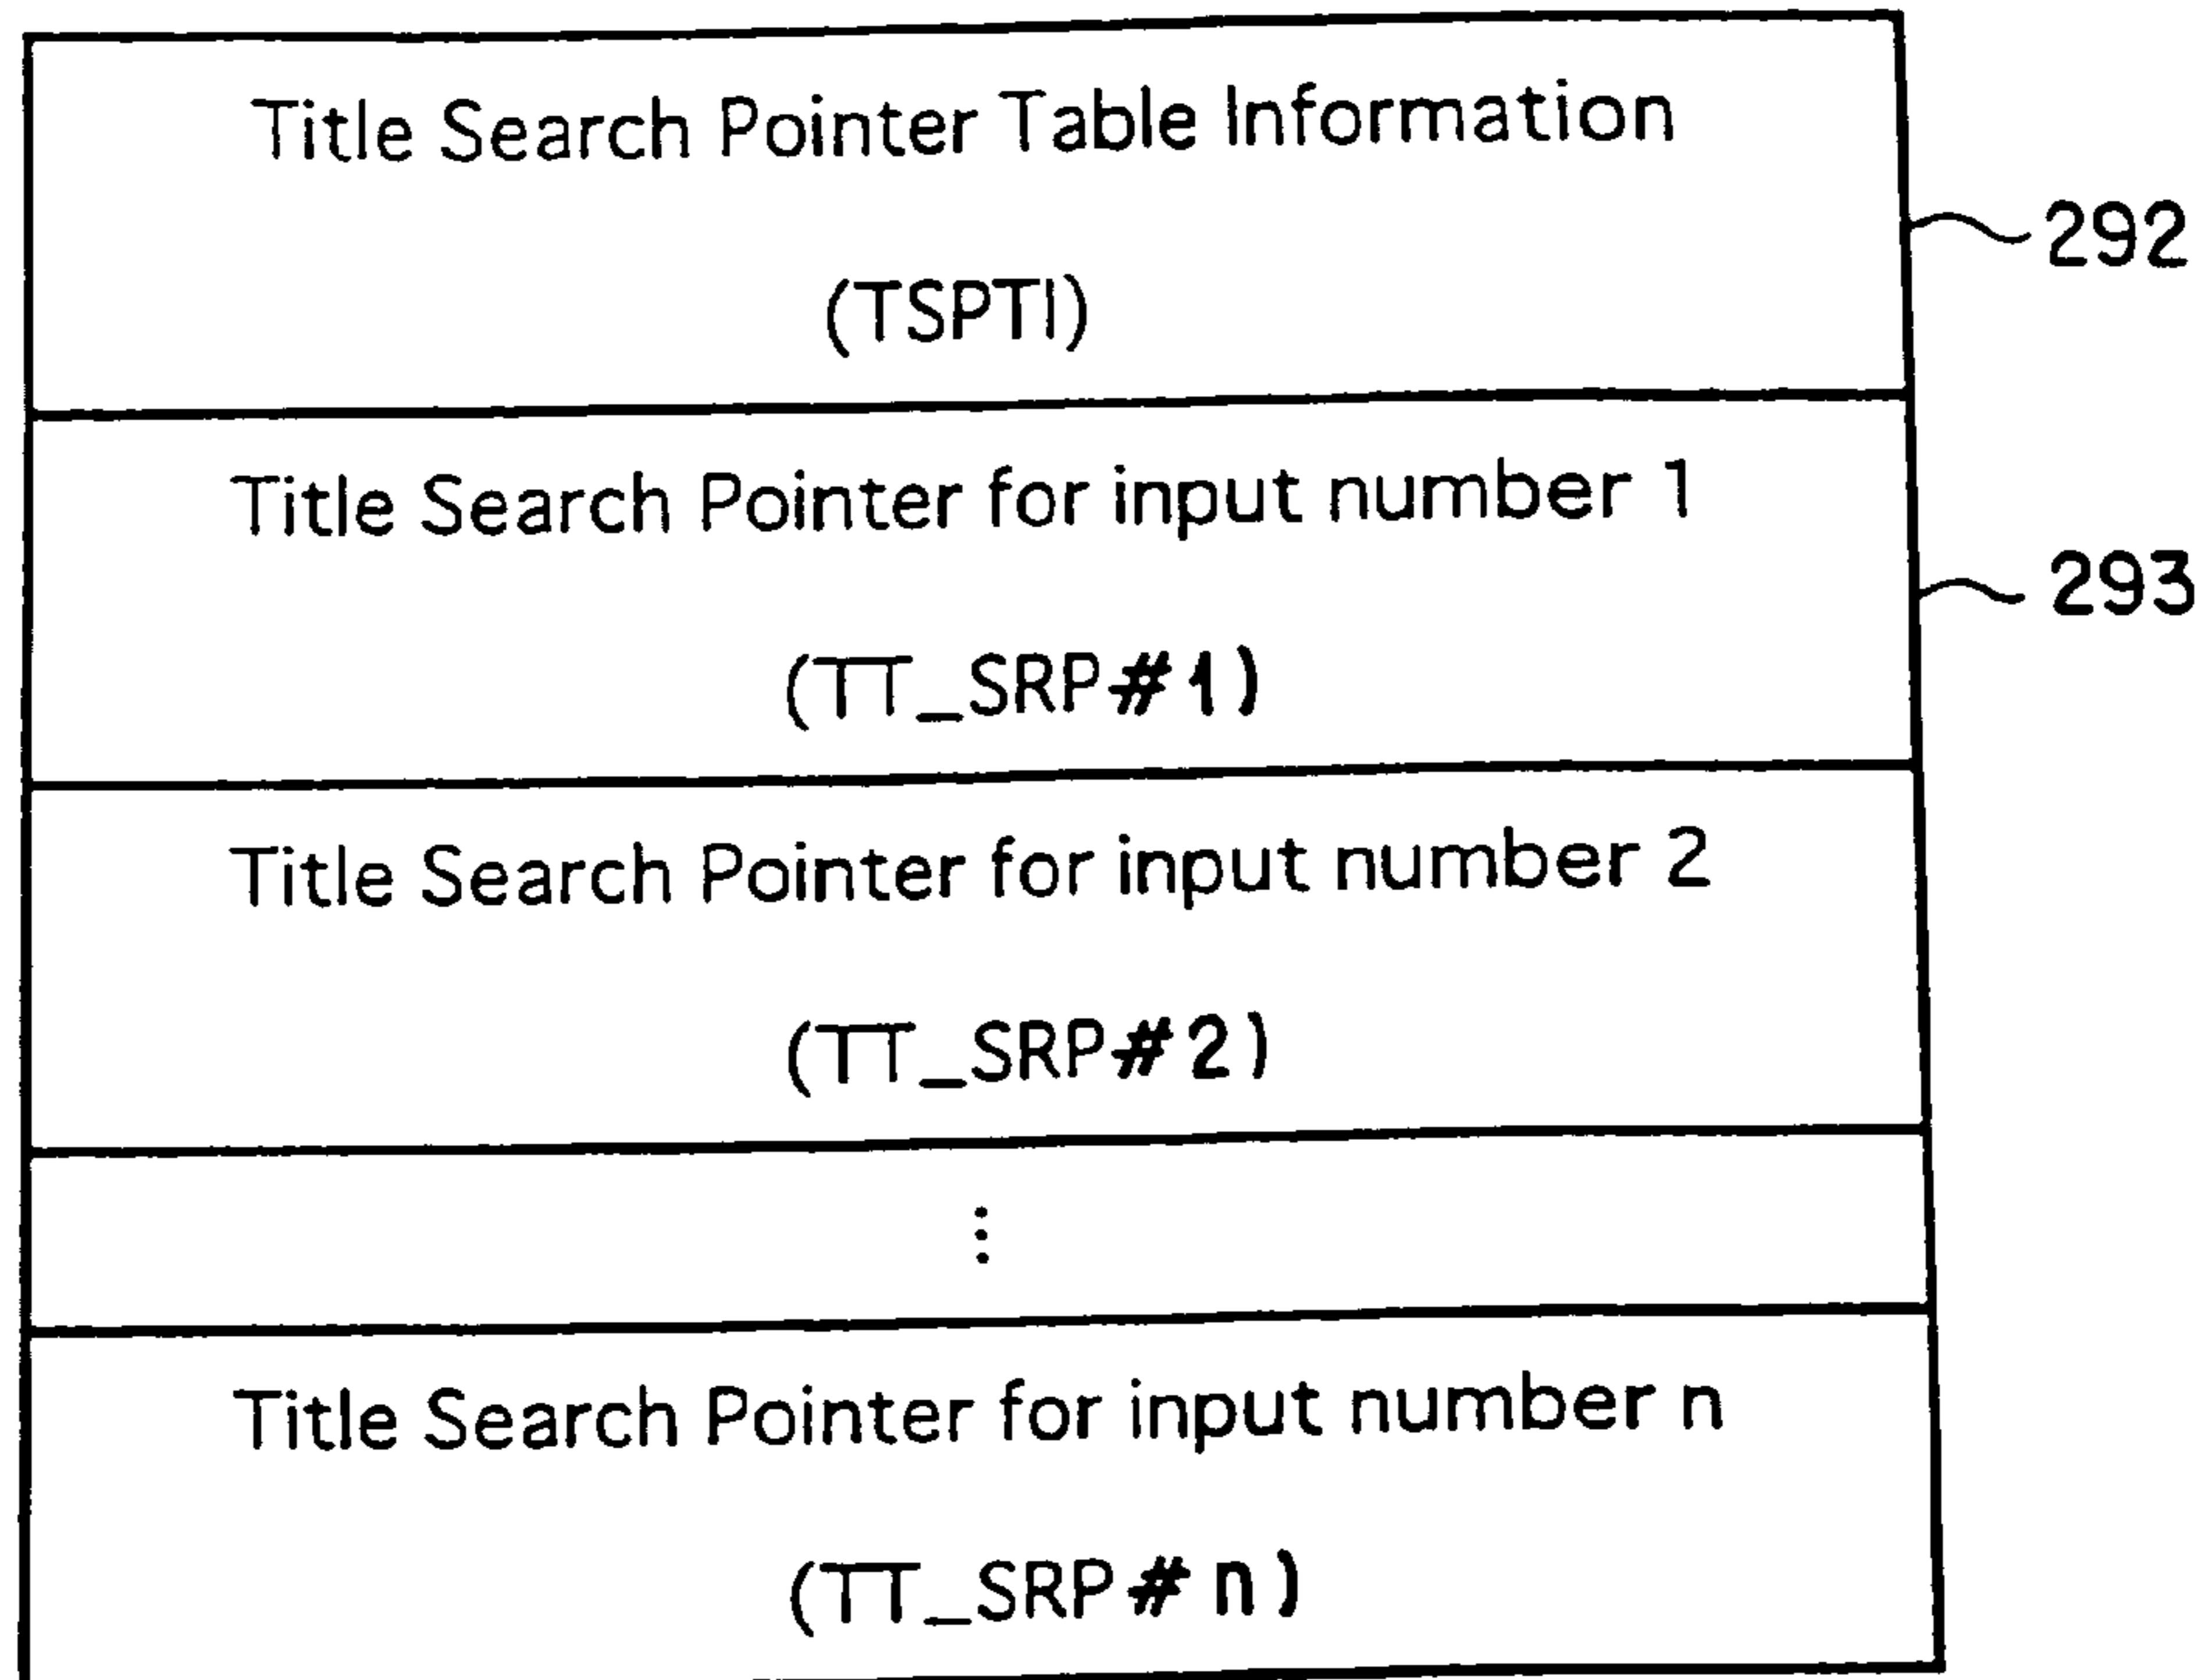 Title Search Pointer Table Information
292
(TSPTI)
Title Search Pointer for input number 1
293
(TT_SRP#1)
Title Search Pointer for input number 2
(TT_SRP#2)
⋮
Title Search Pointer for input number n
(TT_SRP#n)